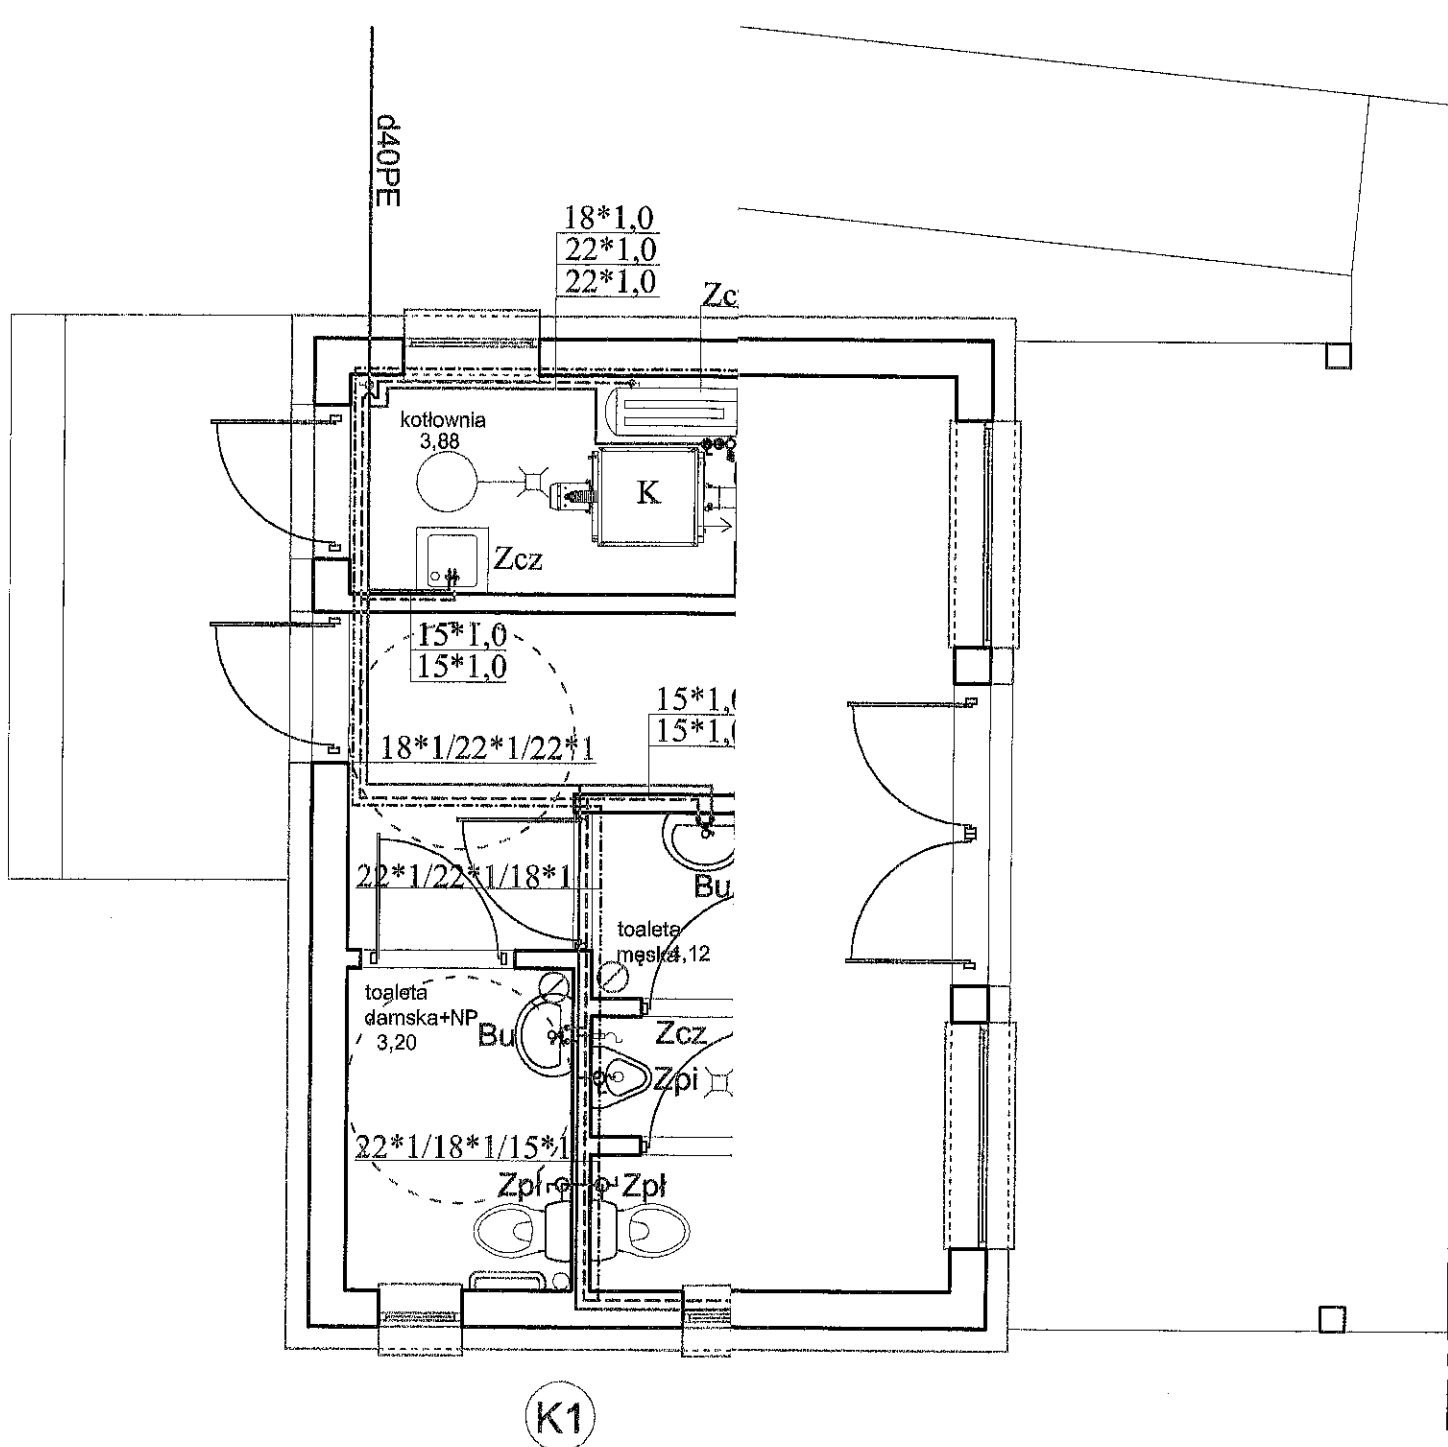 d40PE
18*1,0
22*1,0
22*1,0
Zc
kotłownia
3,88
K
Zcz
15*1,0
15*1,0
15*1,
15*1,
18*1/22*1/22*1
22*1/22*1/18*1
Bu
toaleta
męska4,12
toaleta
damska+NP
3,20
Bu
Zcz
Zpi
22*1/18*1/15*1
Zpł
Zpł
K1